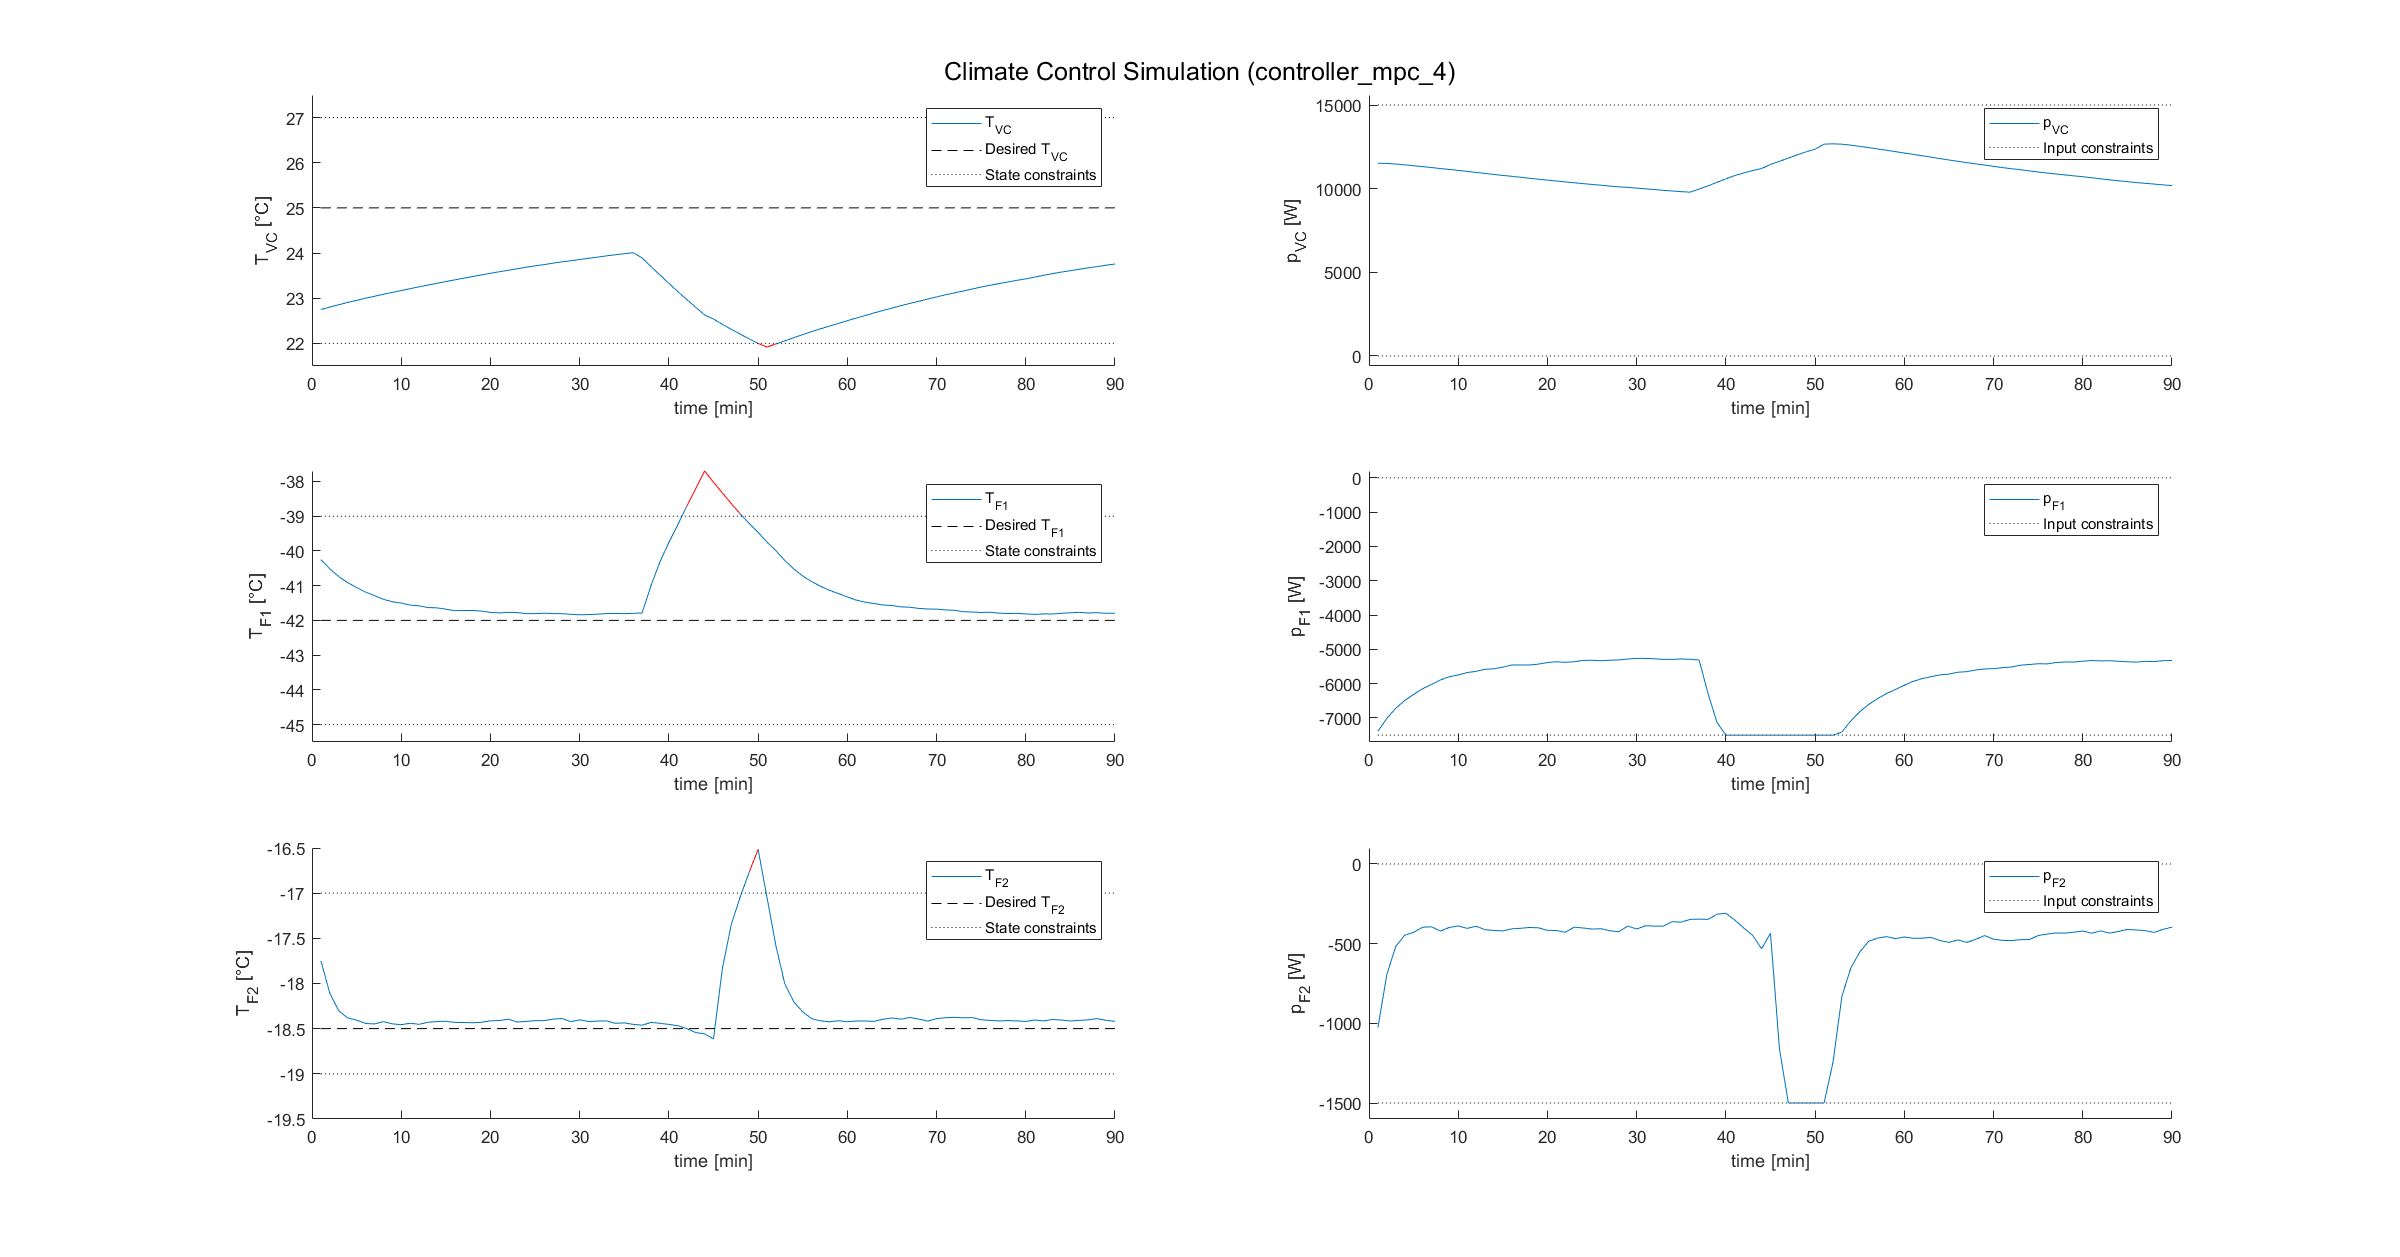 Climate Control Simulation (controller_mpc_4)
27
26
25
24
23
22
T_VC [°C]
0 10 20 30 40 50 60 70 80 90
time [min]
T_VC
Desired T_VC
State constraints
15000
10000
5000
0
p_VC [W]
0 10 20 30 40 50 60 70 80 90
time [min]
p_VC
Input constraints
-38
-39
-40
-41
-42
-43
-44
-45
T_F1 [°C]
0 10 20 30 40 50 60 70 80 90
time [min]
T_F1
Desired T_F1
State constraints
0
-1000
-2000
-3000
-4000
-5000
-6000
-7000
p_F1 [W]
0 10 20 30 40 50 60 70 80 90
time [min]
p_F1
Input constraints
-16.5
-17
-17.5
-18
-18.5
-19
-19.5
T_F2 [°C]
0 10 20 30 40 50 60 70 80 90
time [min]
T_F2
Desired T_F2
State constraints
0
-500
-1000
-1500
p_F2 [W]
0 10 20 30 40 50 60 70 80 90
time [min]
p_F2
Input constraints